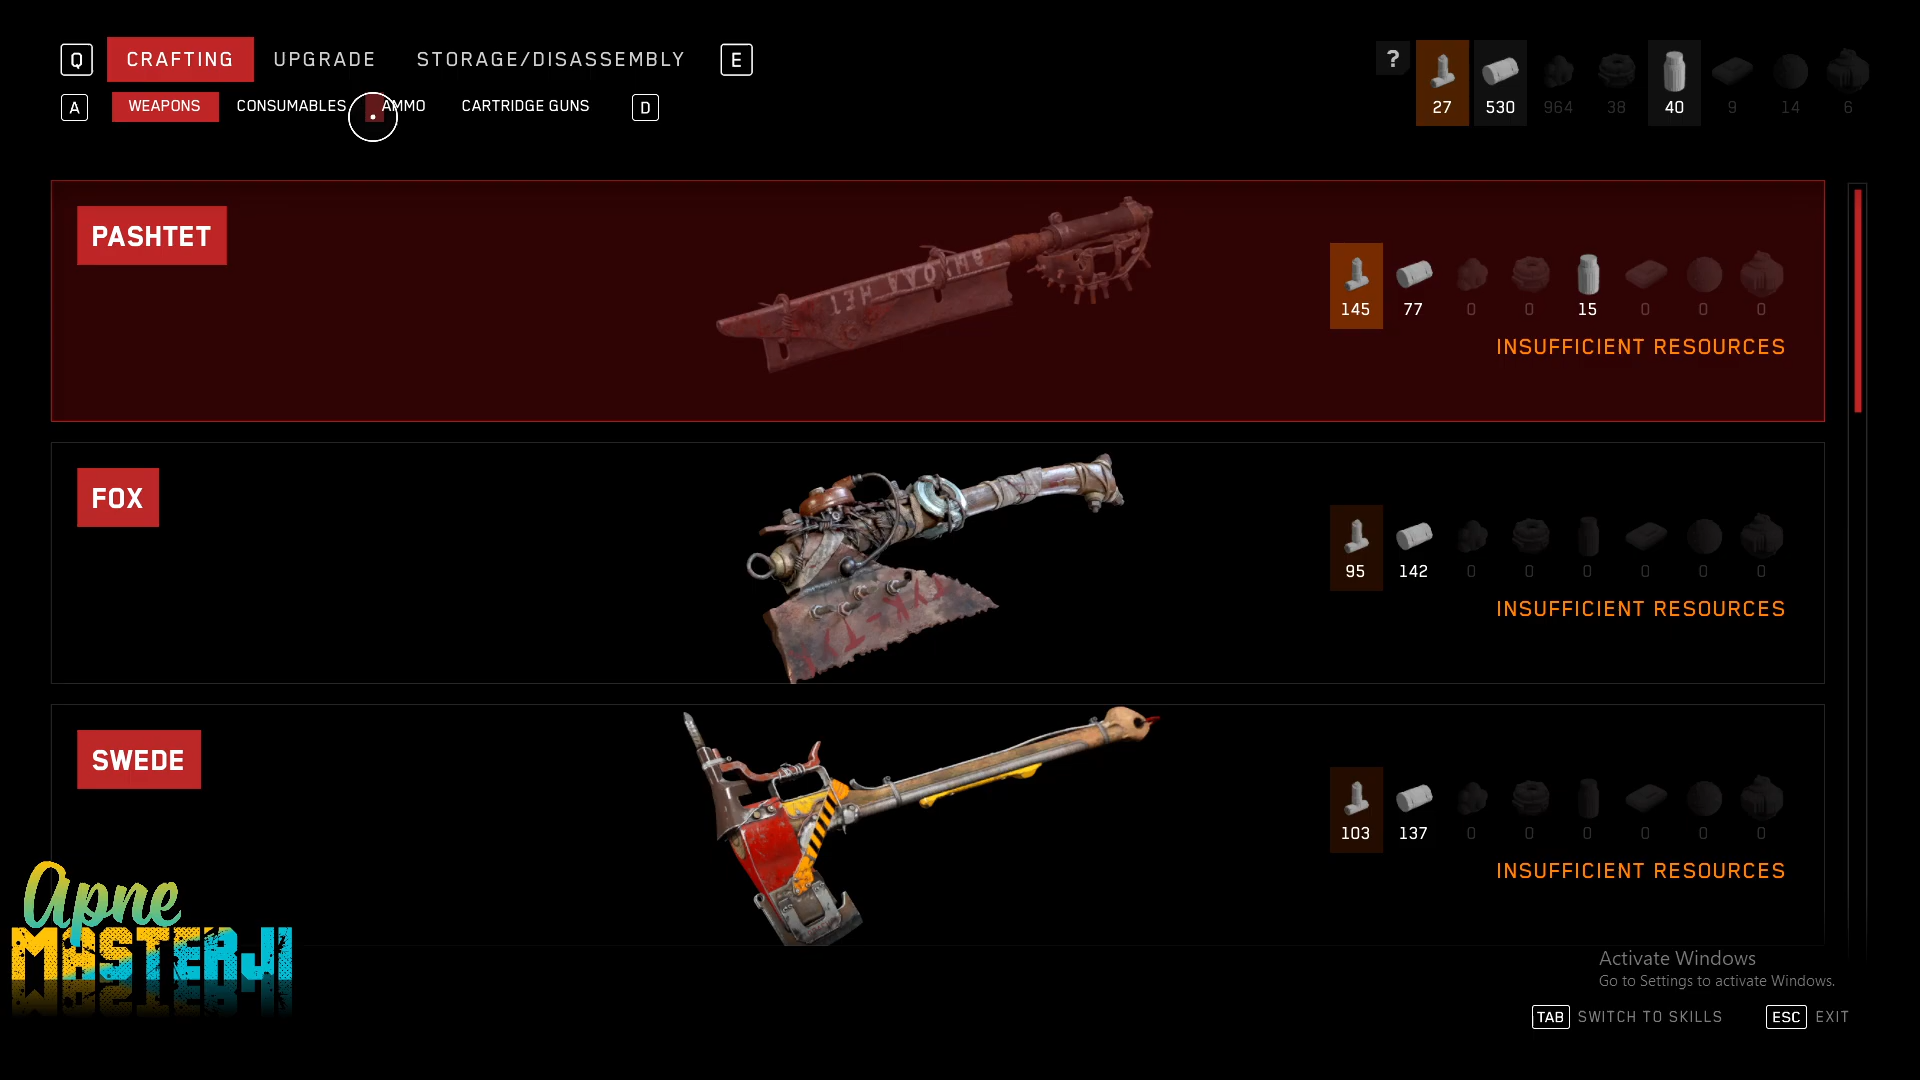 Q CRAFTING UPGRADE STORAGE/DISASSEMBLY E
A WEAPONS CONSUMABLES AMMO CARTRIDGE GUNS D
?
27 530 964 38 40 9 14 6
PASHTET
145 77 0 0 15 0 0 0
INSUFFICIENT RESOURCES
FOX
95 142 0 0 0 0 0 0
INSUFFICIENT RESOURCES
SWEDE
103 137 0 0 0 0 0 0
INSUFFICIENT RESOURCES
Apne
MASTERJI
Activate Windows
Go to Settings to activate Windows.
TAB SWITCH TO SKILLS ESC EXIT